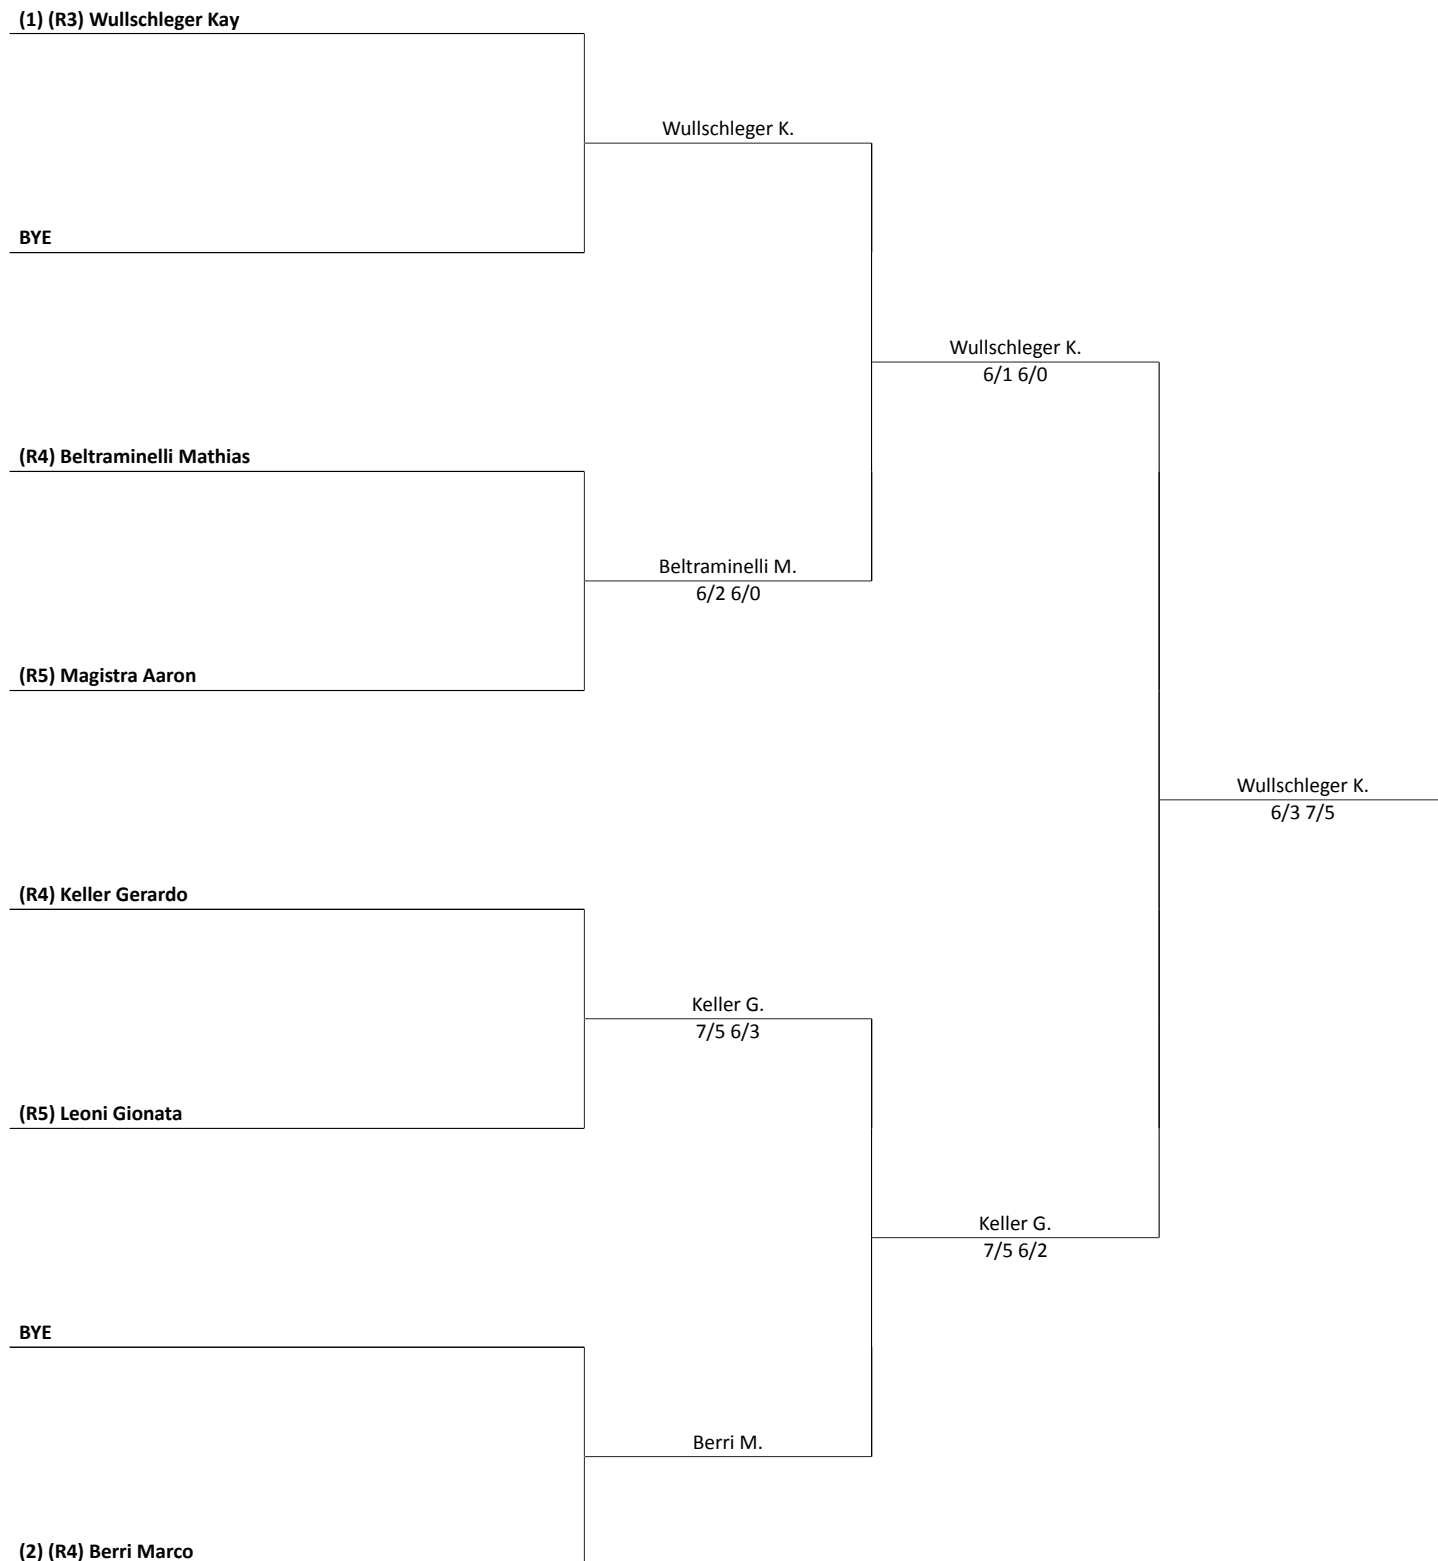 (1) (R3) Wullschleger Kay
Wullschleger K.
BYE
Wullschleger K.
6/1 6/0
(R4) Beltraminelli Mathias
Beltraminelli M.
6/2 6/0
(R5) Magistra Aaron
Wullschleger K.
6/3 7/5
(R4) Keller Gerardo
Keller G.
7/5 6/3
(R5) Leoni Gionata
Keller G.
7/5 6/2
BYE
Berri M.
(2) (R4) Berri Marco